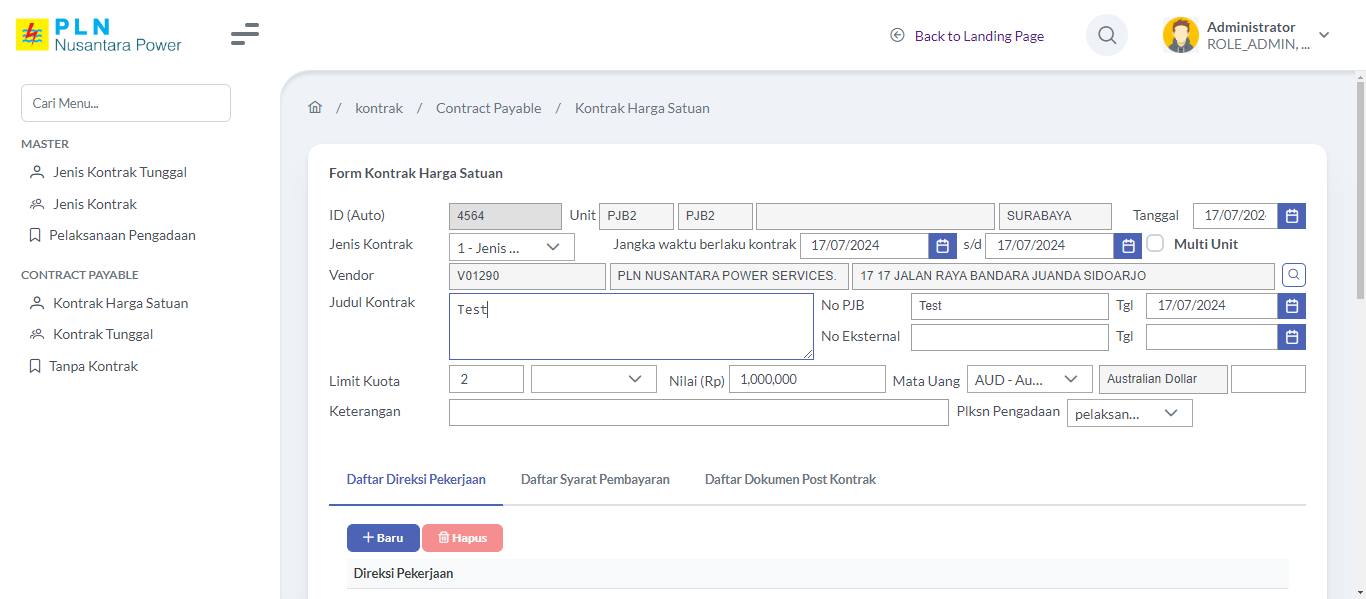 PLN
Nusantara Power
Back to Landing Page
Administrator
ROLE_ADMIN, ...
Cari Menu...
MASTER
Jenis Kontrak Tunggal
Jenis Kontrak
Pelaksanaan Pengadaan
CONTRACT PAYABLE
Kontrak Harga Satuan
Kontrak Tunggal
Tanpa Kontrak
/ kontrak / Contract Payable / Kontrak Harga Satuan
Form Kontrak Harga Satuan
ID (Auto) 4564 Unit PJB2 PJB2 SURABAYA Tanggal 17/07/202
Jenis Kontrak 1 - Jenis ... Jangka waktu berlaku kontrak 17/07/2024 s/d 17/07/2024 Multi Unit
Vendor V01290 PLN NUSANTARA POWER SERVICES. 17 17 JALAN RAYA BANDARA JUANDA SIDOARJO
Judul Kontrak Test No PJB Test Tgl 17/07/2024
No Eksternal Tgl
Limit Kuota 2 Nilai (Rp) 1,000,000 Mata Uang AUD - Au... Australian Dollar
Keterangan Plksn Pengadaan pelaksan...
Daftar Direksi Pekerjaan Daftar Syarat Pembayaran Daftar Dokumen Post Kontrak
+ Baru Hapus
Direksi Pekerjaan